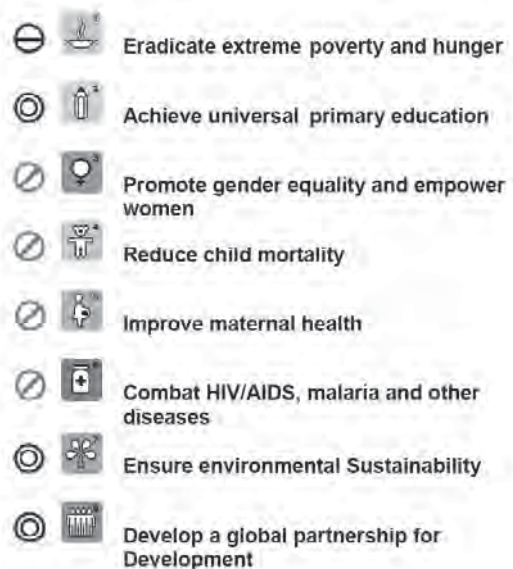 Eradicate extreme poverty and hunger
Achieve universal primary education
Promote gender equality and empower
women
Reduce child mortality
Improve maternal health
Combat HIV/AIDS, malaria and other
diseases
Ensure environmental Sustainability
Develop a global partnership for
Development